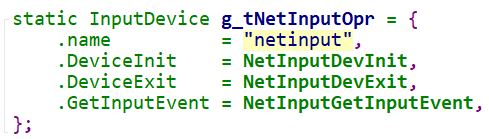 static InputDevice g_tNetInputOpr = {
    .name          = "netinput",
    .DeviceInit    = NetInputDevInit,
    .DeviceExit    = NetInputDevExit,
    .GetInputEvent = NetInputGetInputEvent,
};